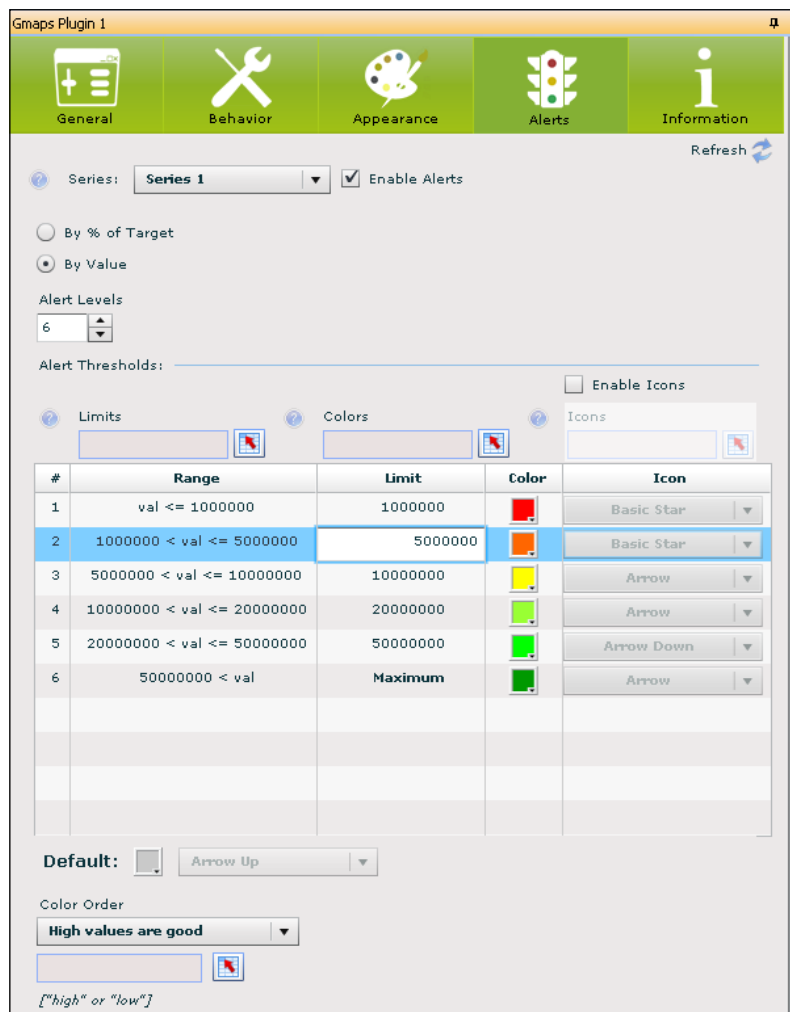 Gmaps Plugin 1
General Behavior Appearance Alerts Information
Refresh
Series: Series 1 Enable Alerts
By % of Target
By Value
Alert Levels
6
Alert Thresholds:
Enable Icons
Limits Colors Icons
# Range Limit Color Icon
1 val <= 1000000 1000000 Basic Star
2 1000000 < val <= 5000000 5000000 Basic Star
3 5000000 < val <= 10000000 10000000 Arrow
4 10000000 < val <= 20000000 20000000 Arrow
5 20000000 < val <= 50000000 50000000 Arrow Down
6 50000000 < val Maximum Arrow
Default: Arrow Up
Color Order
High values are good
["high" or "low"]